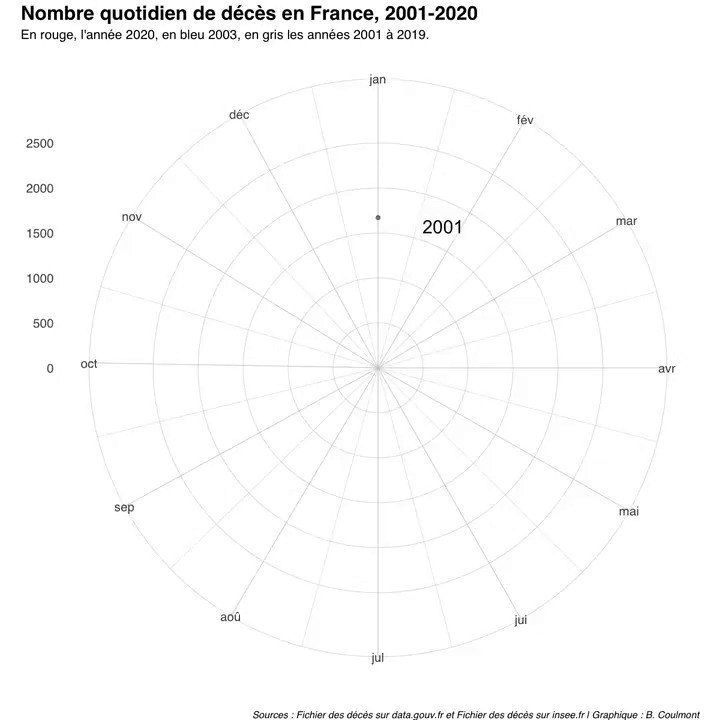 Nombre quotidien de décès en France, 2001-2020
En rouge, l'année 2020, en bleu 2003, en gris les années 2001 à 2019.
jan
déc
fév
2500
2000
nov
mar
2001
1500
1000
500
oct
0
avr
sep
mai
aoû
jui
jul
Sources : Fichier des décès sur data.gouv.fr et Fichier des décès sur insee.fr I Graphique : B. Coulmont